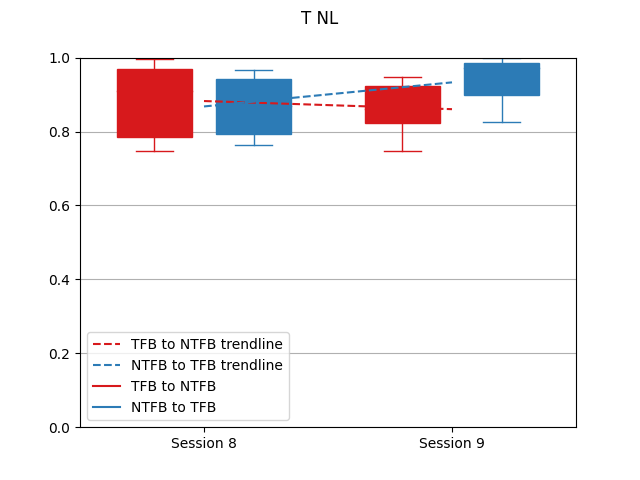 T NL
1.0
0.8
0.6
0.4
0.2
0.0
TFB to NTFB trendline
NTFB to TFB trendline
TFB to NTFB
NTFB to TFB
Session 8
Session 9